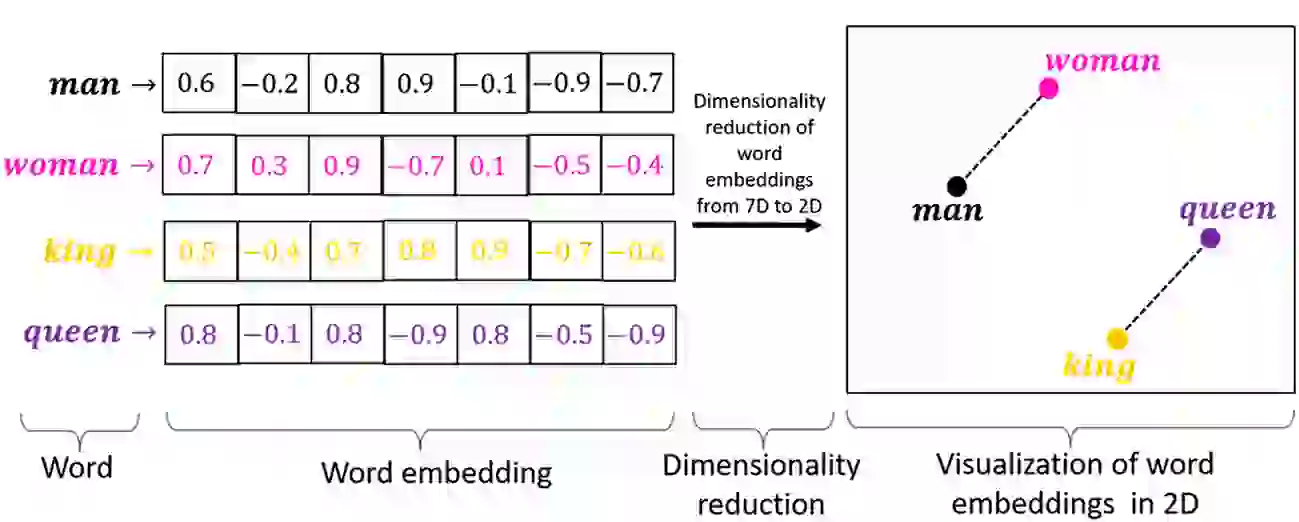 man → 0.6 −0.2 0.8 0.9 −0.1 −0.9 −0.7
woman → 0.7 0.3 0.9 −0.7 0.1 −0.5 −0.4
king → 0.5 −0.4 0.7 0.8 0.9 −0.7 −0.6
queen → 0.8 −0.1 0.8 −0.9 0.8 −0.5 −0.9
Dimensionality
reduction of
word
embeddings
from 7D to 2D
woman
man
queen
king
Word
Word embedding
Dimensionality
reduction
Visualization of word
embeddings in 2D